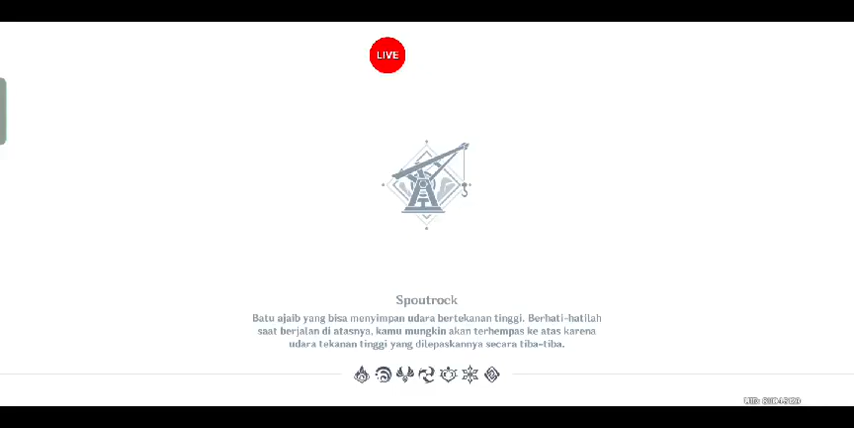 LIVE
Spoutrock
Batu ajaib yang bisa menyimpan udara bertekanan tinggi. Berhati-hatilah
saat berjalan di atasnya, kamu mungkin akan terhempas ke atas karena
udara tekanan tinggi yang dilepaskannya secara tiba-tiba.
UID: